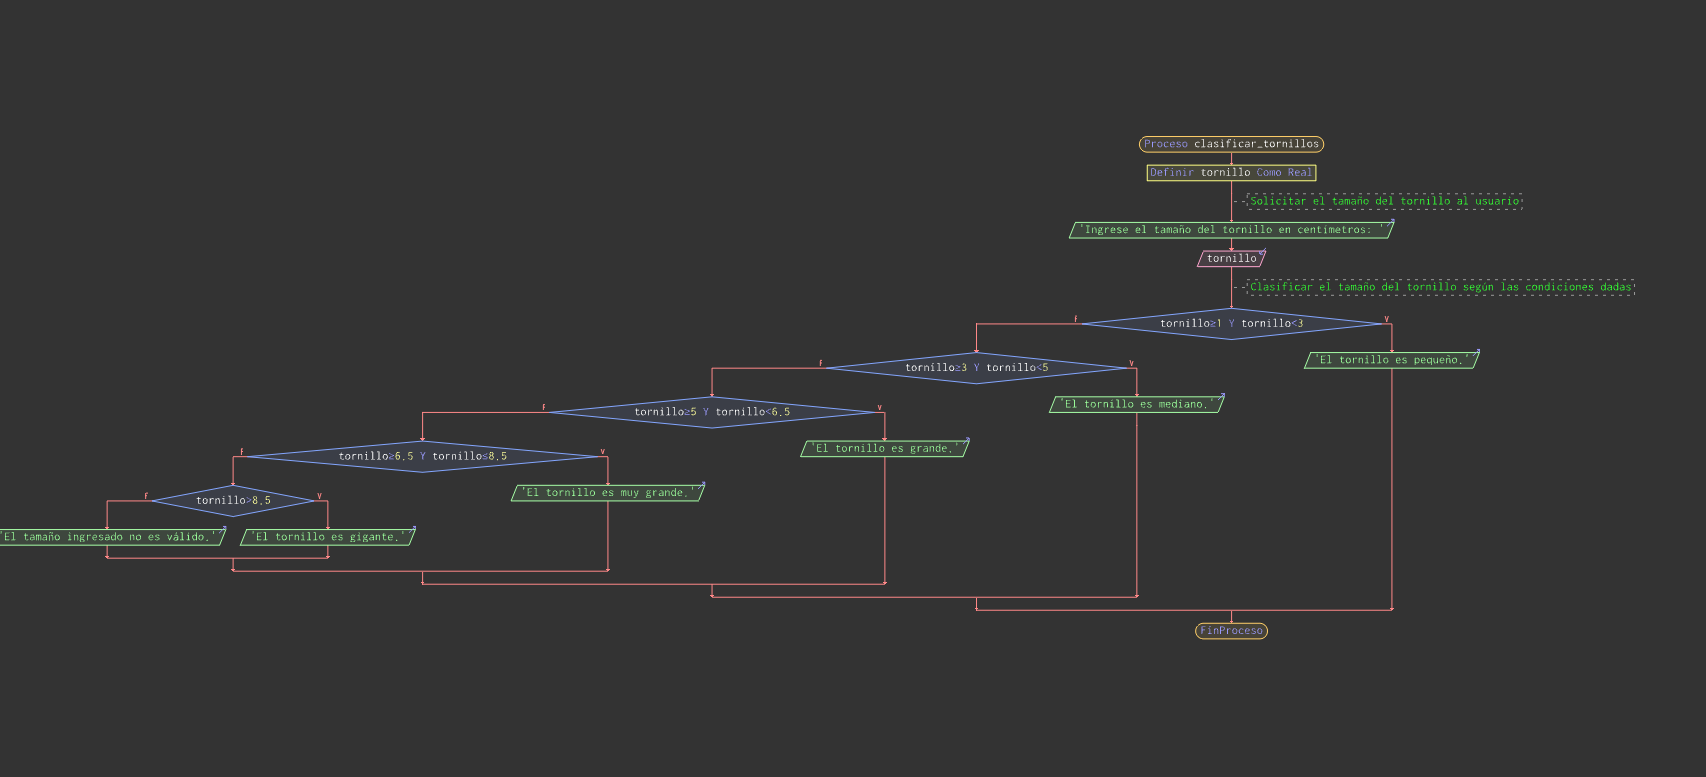 Proceso clasificar_tornillos
Definir tornillo Como Real
Solicitar el tamaño del tornillo al usuario
'Ingrese el tamaño del tornillo en centímetros: '
tornillo
Clasificar el tamaño del tornillo según las condiciones dadas
F
tornillo≥1 Y tornillo<3
V
'El tornillo es pequeño.'
F
tornillo≥3 Y tornillo<5
V
'El tornillo es mediano.'
F
tornillo≥5 Y tornillo<6.5
V
'El tornillo es grande.'
F
tornillo≥6.5 Y tornillo≤8.5
V
'El tornillo es muy grande.'
F
tornillo>8.5
V
'El tamaño ingresado no es válido.'
'El tornillo es gigante.'
FinProceso